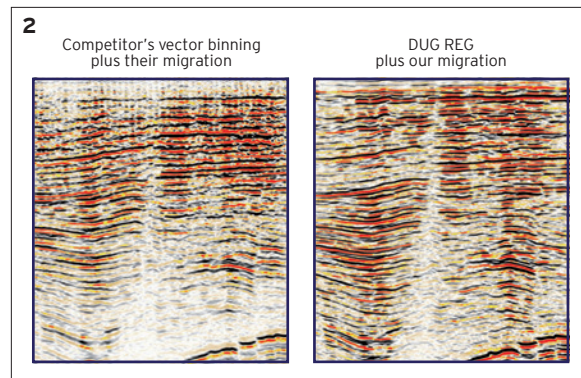 2
Competitor's vector binning
plus their migration
DUG REG
plus our migration